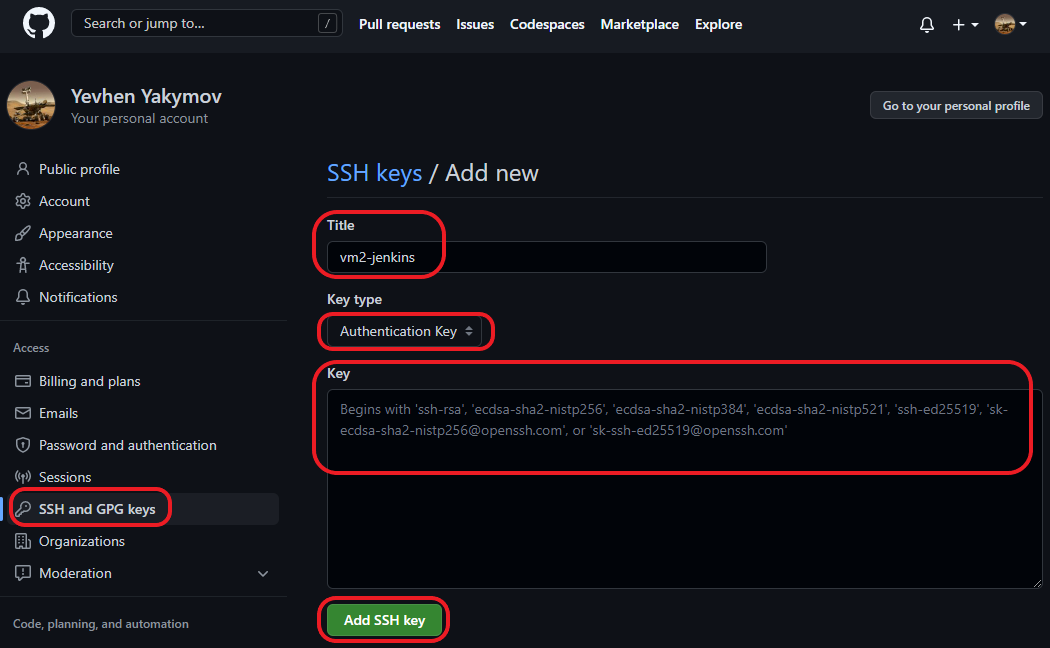 Search or jump to... /
Pull requests Issues Codespaces Marketplace Explore
Yevhen Yakymov
Your personal account
Go to your personal profile
Public profile
Account
Appearance
Accessibility
Notifications
Access
Billing and plans
Emails
Password and authentication
Sessions
SSH and GPG keys
Organizations
Moderation
Code, planning, and automation
SSH keys / Add new
Title
vm2-jenkins
Key type
Authentication Key
Key
Begins with 'ssh-rsa', 'ecdsa-sha2-nistp256', 'ecdsa-sha2-nistp384', 'ecdsa-sha2-nistp521', 'ssh-ed25519', 'sk-
ecdsa-sha2-nistp256@openssh.com', or 'sk-ssh-ed25519@openssh.com'
Add SSH key